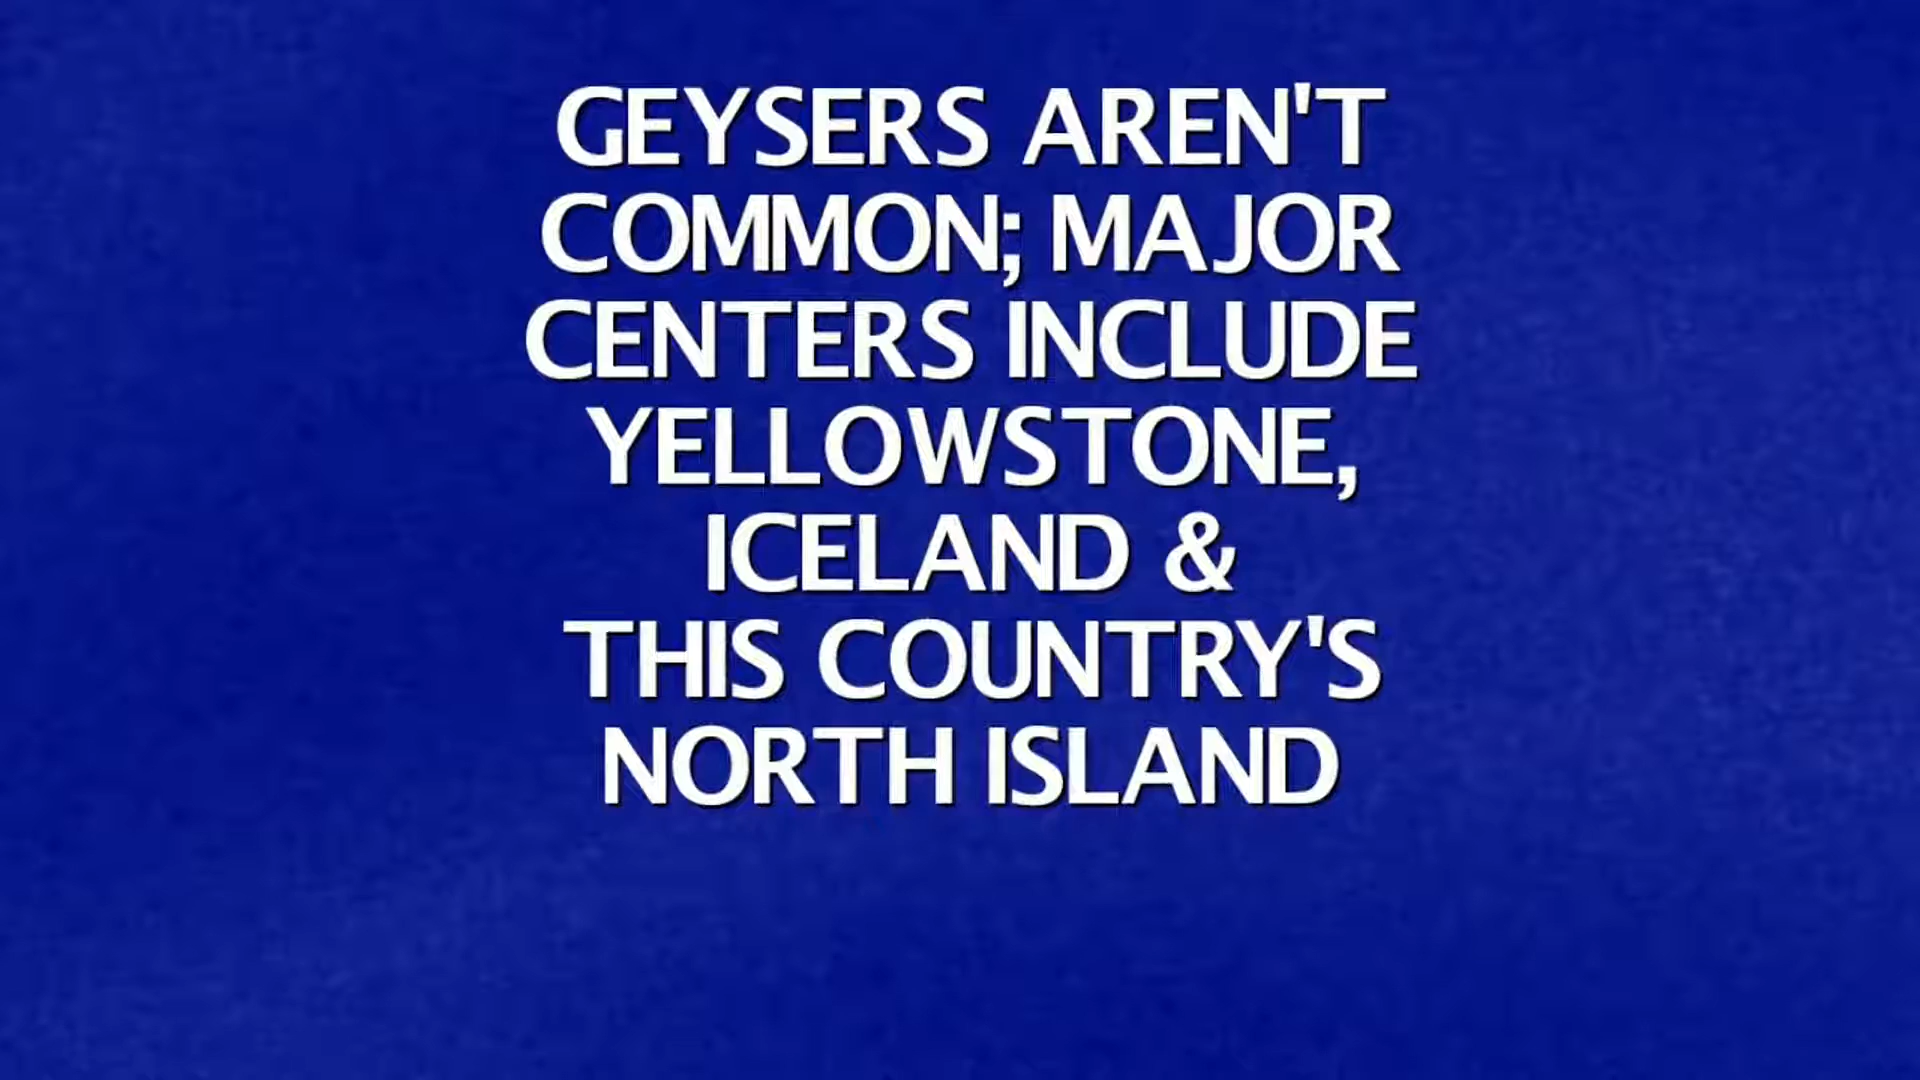 GEYSERS AREN'T
COMMON; MAJOR
CENTERS INCLUDE
YELLOWSTONE,
ICELAND &
THIS COUNTRY'S
NORTH ISLAND